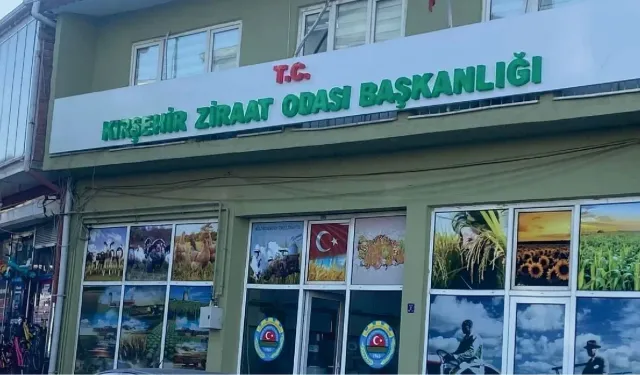 T.C.
KIRŞEHİR ZİRAAT ODASI BAŞKANLIĞI